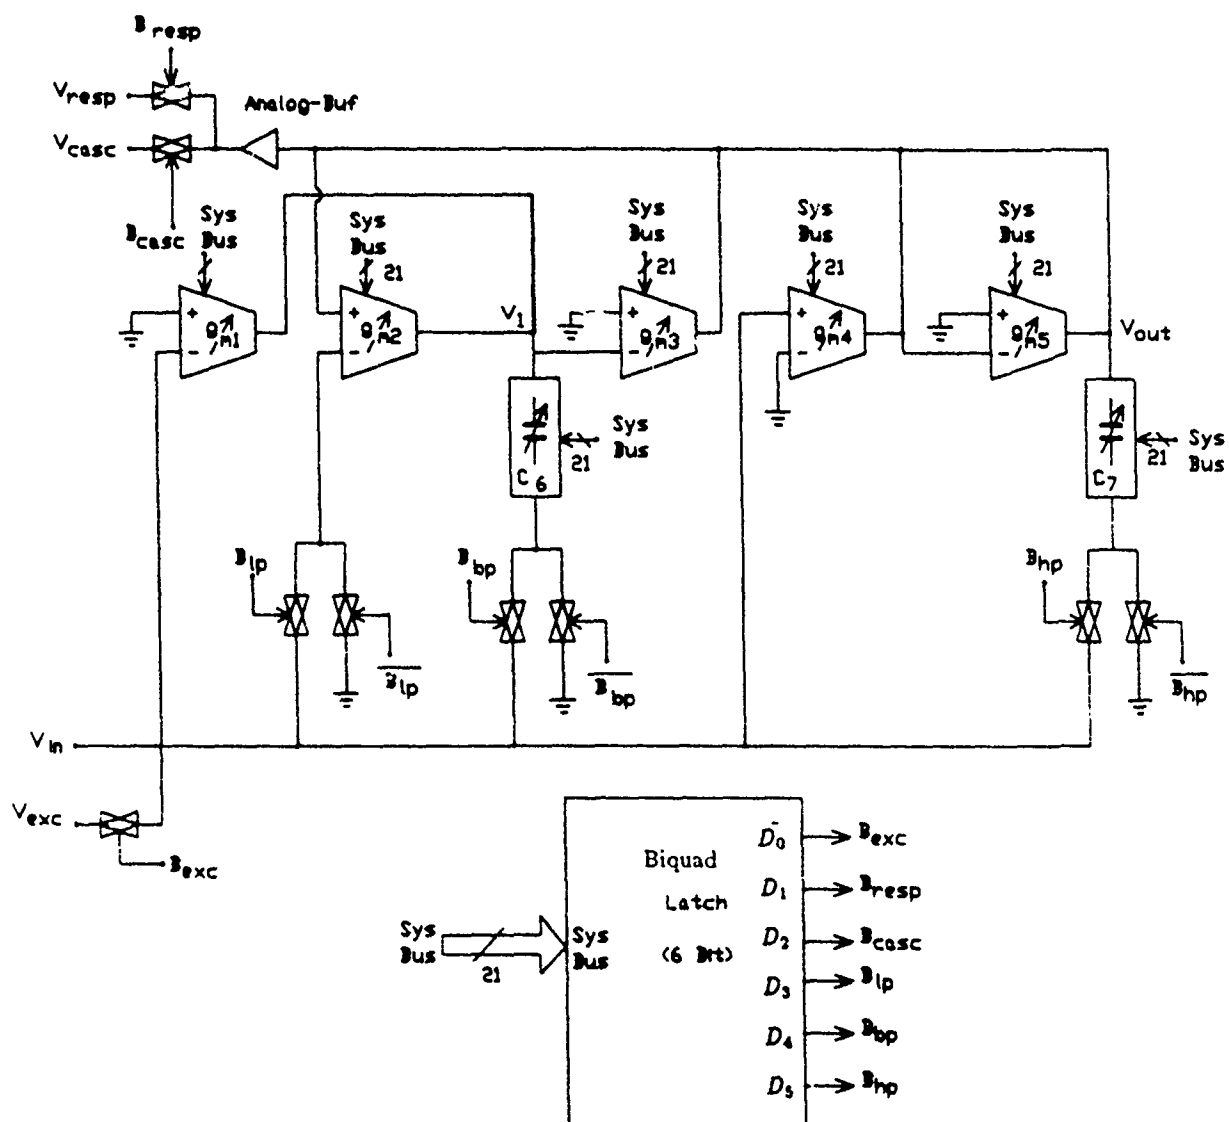 B resp
V resp
Analog-Buf
V casc
B casc
Sys
Bus
Sys
Bus
21
Sys
Bus
21
Sys
Bus
21
Sys
Bus
21
+
-
g m1
+
-
g m2
V 1
+
-
g m3
+
-
g m4
+
-
g m5
V out
C 6
21
Sys
Bus
C 7
21
Sys
Bus
B lp
B lp
B bp
B bp
B hp
B hp
V in
V exc
B exc
Biquad
Latch
(6 Bit)
Sys
Bus
21
Sys
Bus
D0 B exc
D1 B resp
D2 B casc
D3 B lp
D4 B bp
D5 B hp